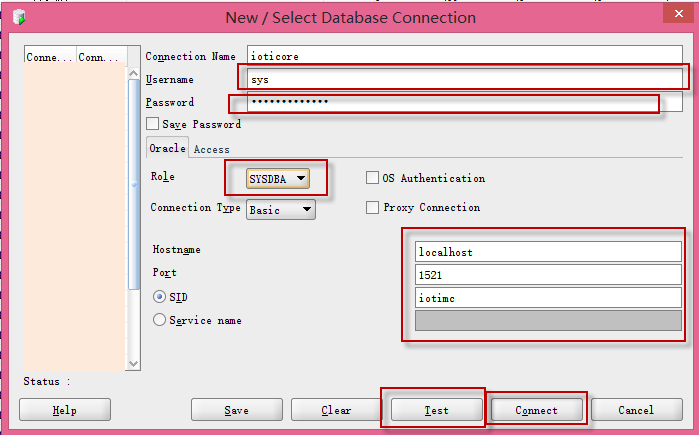 New / Select Database Connection
Conne... Conn...
Connection Name ioticore
Username sys
Password •••••••••••••
Save Password
Oracle Access
Role SYSDBA OS Authentication
Connection Type Basic Proxy Connection
Hostname localhost
Port 1521
SID iotimc
Service name
Status :
Help Save Clear Test Connect Cancel